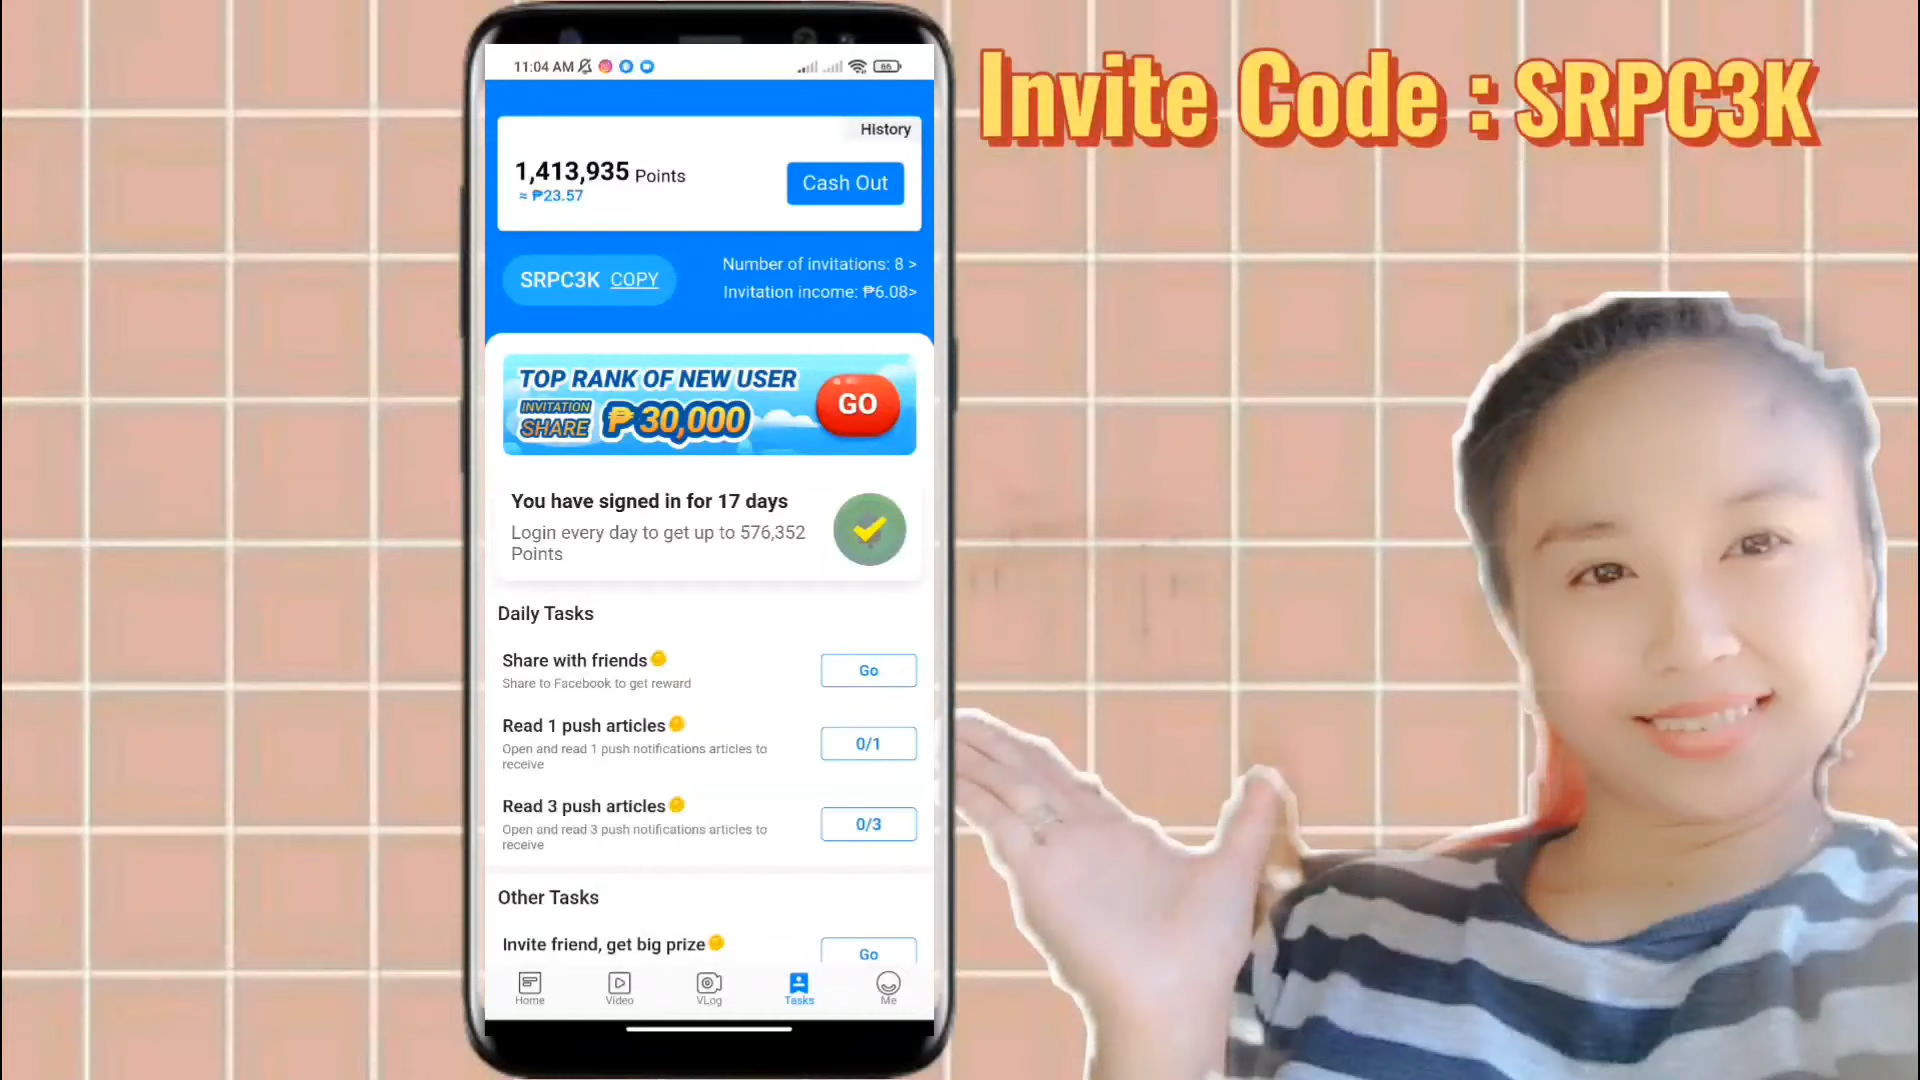 Invite Code : SRPC3K
11:04 AM
66
History
1,413,935 Points
Cash Out
≈ ₱23.57
SRPC3K COPY
Number of invitations: 8 >
Invitation income: ₱6.08>
TOP RANK OF NEW USER
INVITATION
SHARE
₱30,000
GO
You have signed in for 17 days
Login every day to get up to 576,352
Points
Daily Tasks
Share with friends
Share to Facebook to get reward
Go
Read 1 push articles
Open and read 1 push notifications articles to
receive
0/1
Read 3 push articles
Open and read 3 push notifications articles to
receive
0/3
Other Tasks
Invite friend, get big prize
Go
Home
Video
VLog
Tasks
Me